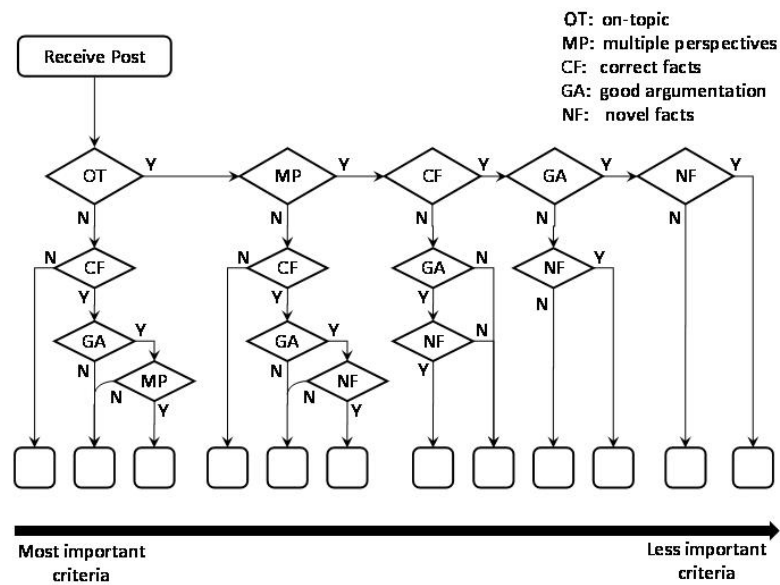 OT: on-topic
MP: multiple perspectives
CF: correct facts
GA: good argumentation
NF: novel facts
Receive Post
OT Y MP Y CF Y GA Y NF Y
N N N N N
N CF N CF GA N NF Y
Y Y Y N
GA Y GA Y NF N
N MP N NF Y
N Y N Y
Most important
criteria
Less important
criteria